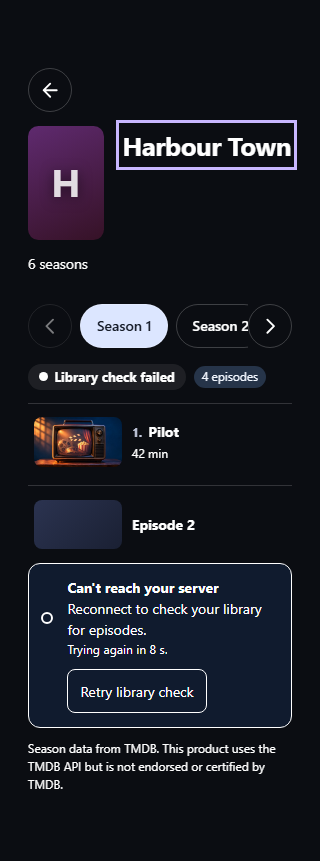 H
Harbour Town
6 seasons
Season 1
Season 2
Library check failed
4 episodes
1. Pilot
42 min
Episode 2
Can't reach your server
Reconnect to check your library
for episodes.
Trying again in 8 s.
Retry library check
Season data from TMDB. This product uses the
TMDB API but is not endorsed or certified by
TMDB.